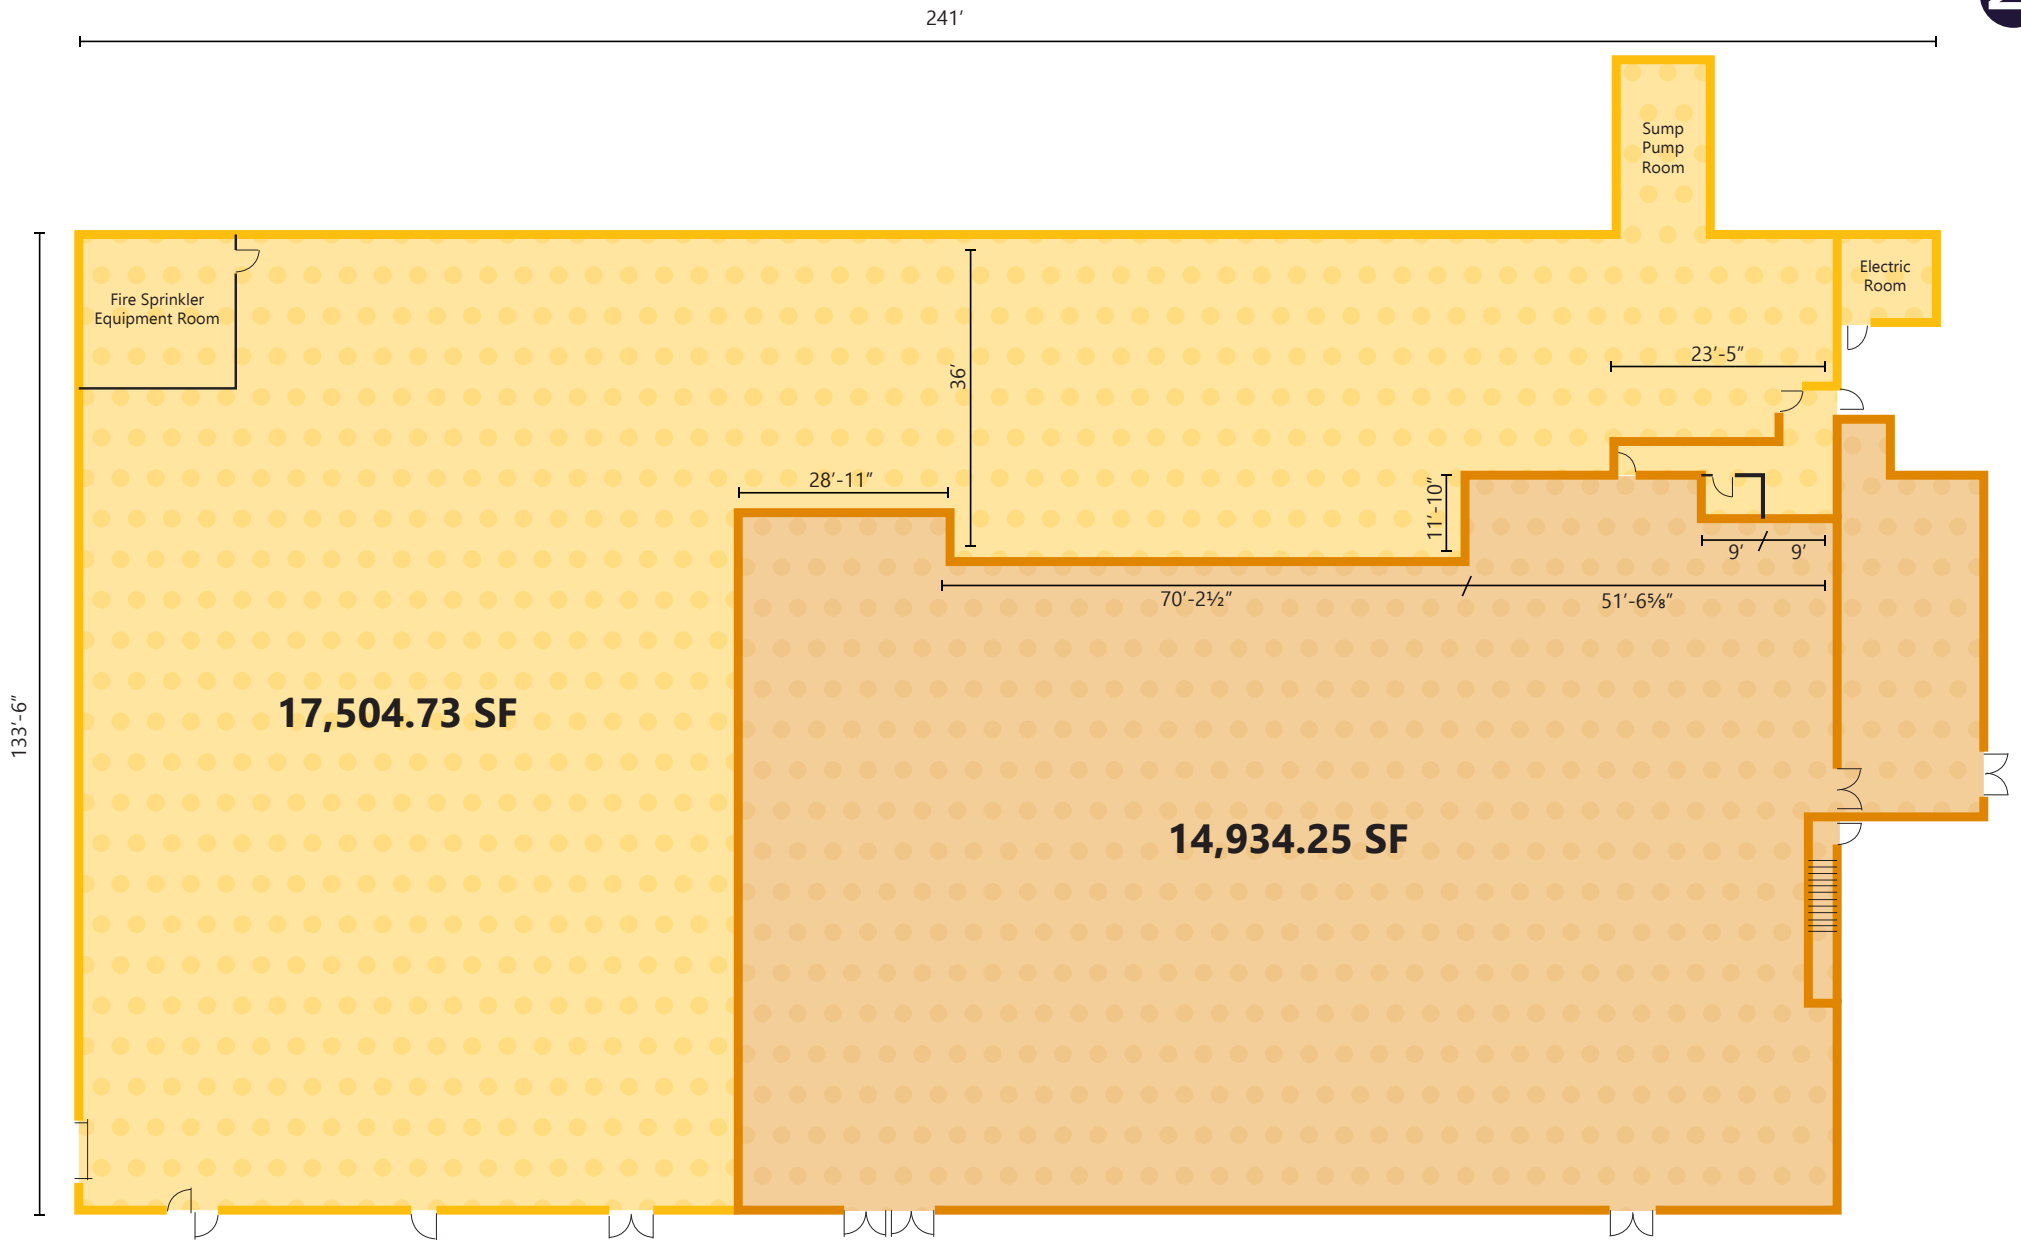 241’
Sump
Pump
Room
Electric
Room
Fire Sprinkler
Equipment Room
23’-5”
36’
28’-11”
11’-10”
9’ 9’
70’-2½” 51’-6⅝”
133’-6”
17,504.73 SF
14,934.25 SF